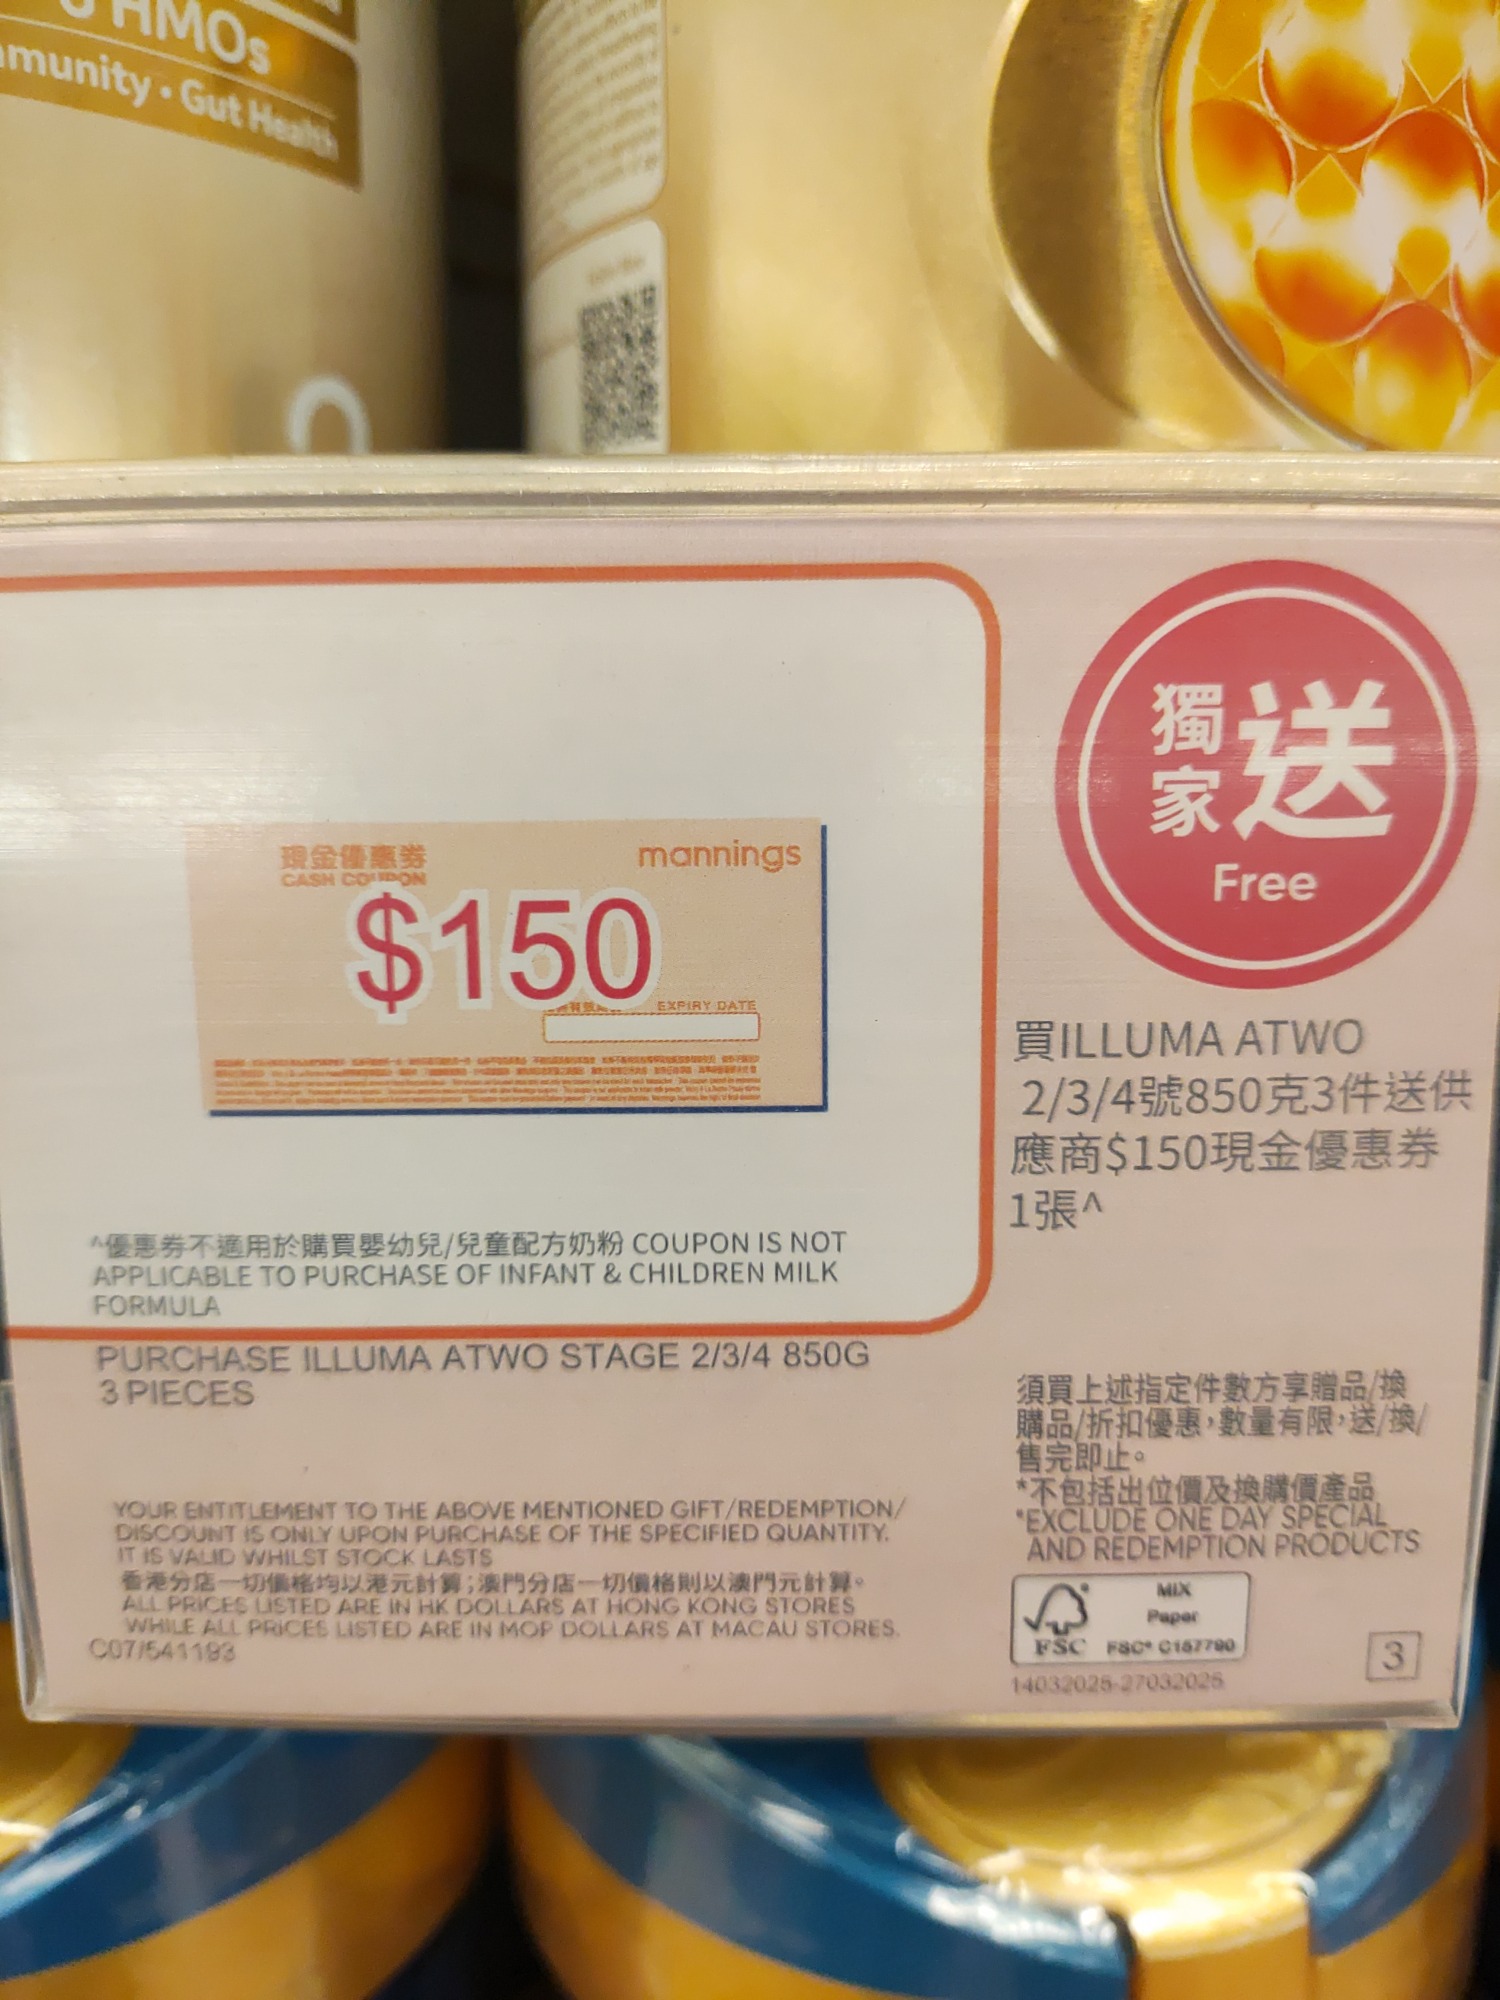 HMOs
munity • Gut Health
獨家
送
Free
現金優惠券
CASH COUPON
mannings
$150
EXPIRY DATE
買ILLUMA ATWO
2/3/4號850克3件送供
應商$150現金優惠券
1張^
^優惠券不適用於購買嬰幼兒/兒童配方奶粉 COUPON IS NOT
APPLICABLE TO PURCHASE OF INFANT & CHILDREN MILK
FORMULA
PURCHASE ILLUMA ATWO STAGE 2/3/4 850G
3 PIECES
須買上述指定件數方享贈品/換
購品/折扣優惠，數量有限，送/換/
售完即止。
*不包括出位價及換購價產品
*EXCLUDE ONE DAY SPECIAL
AND REDEMPTION PRODUCTS
YOUR ENTITLEMENT TO THE ABOVE MENTIONED GIFT/REDEMPTION/
DISCOUNT IS ONLY UPON PURCHASE OF THE SPECIFIED QUANTITY.
IT IS VALID WHILST STOCK LASTS
香港分店一切價格均以港元計算；澳門分店一切價格則以澳門元計算。
ALL PRICES LISTED ARE IN HK DOLLARS AT HONG KONG STORES
WHILE ALL PRICES LISTED ARE IN MOP DOLLARS AT MACAU STORES.
C07/541193
MIX
Paper
FSC
FSC® C157790
14032025-27032025
3